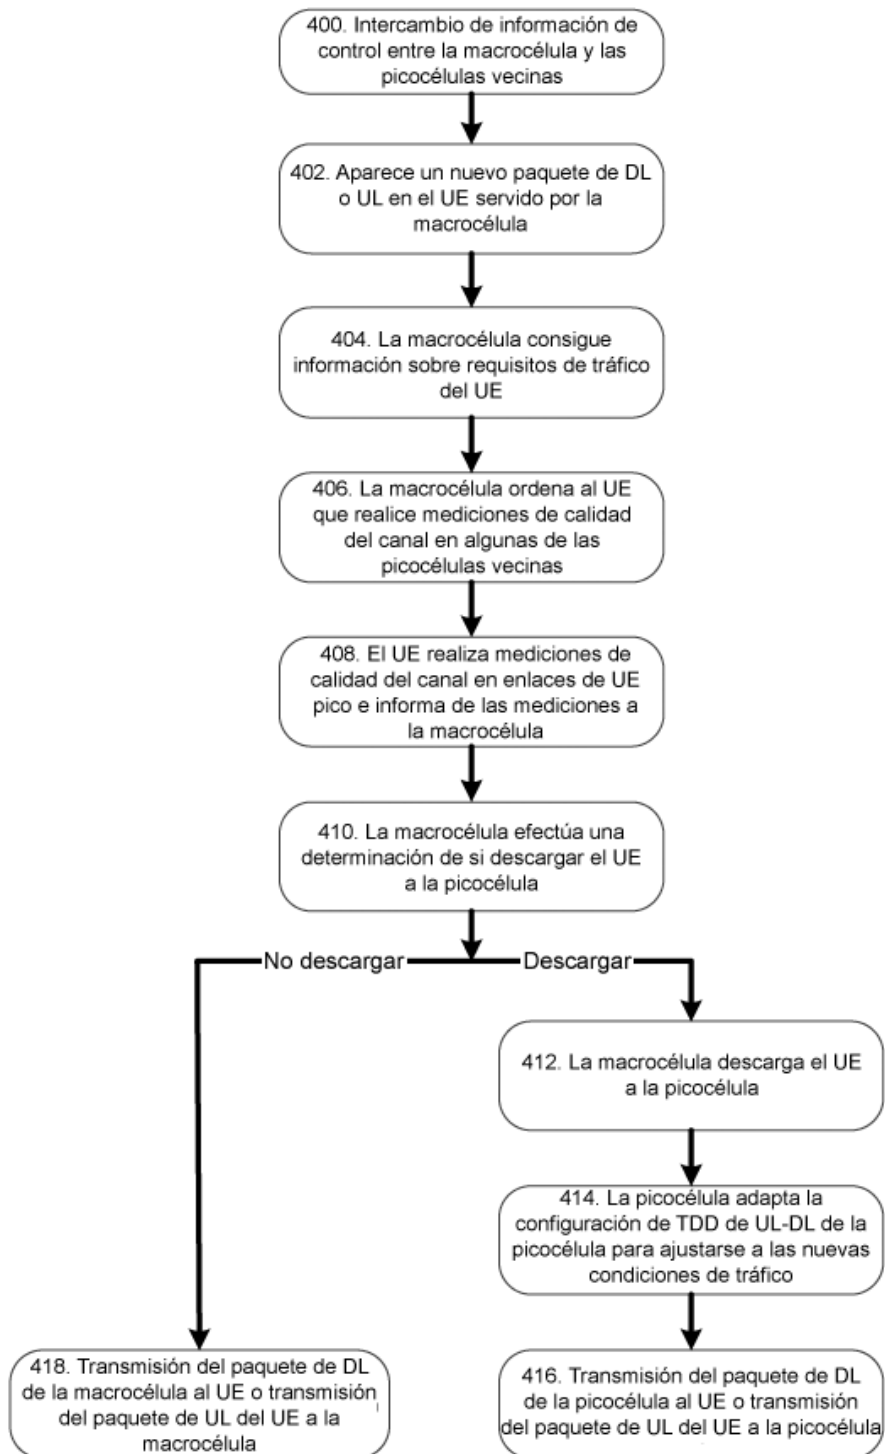 400. Intercambio de información de
control entre la macrocélula y las
picocélulas vecinas
402. Aparece un nuevo paquete de DL
o UL en el UE servido por la
macrocélula
404. La macrocélula consigue
información sobre requisitos de tráfico
del UE
406. La macrocélula ordena al UE
que realice mediciones de calidad
del canal en algunas de las
picocélulas vecinas
408. El UE realiza mediciones de
calidad del canal en enlaces de UE
pico e informa de las mediciones a
la macrocélula
410. La macrocélula efectúa una
determinación de si descargar el UE
a la picocélula
No descargar
Descargar
412. La macrocélula descarga el UE
a la picocélula
414. La picocélula adapta la
configuración de TDD de UL-DL de la
picocélula para ajustarse a las nuevas
condiciones de tráfico
418. Transmisión del paquete de DL
de la macrocélula al UE o transmisión
del paquete de UL del UE a la
macrocélula
416. Transmisión del paquete de DL
de la picocélula al UE o transmisión
del paquete de UL del UE a la picocélula